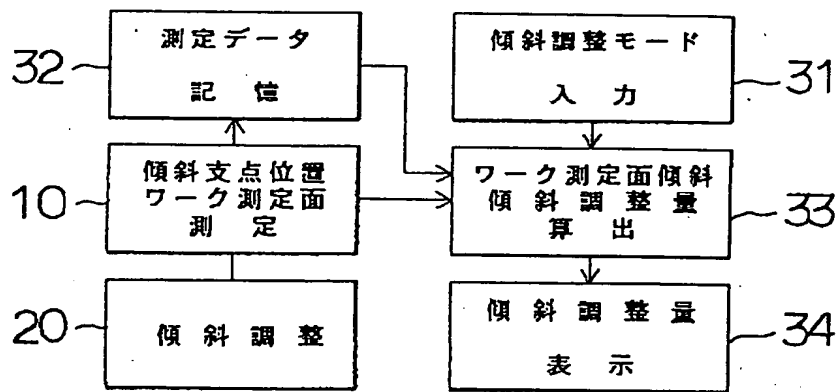 32
測定データ
記憶
傾斜調整モード
入力
31
10
傾斜支点位置
ワーク測定面
測定
ワーク測定面傾斜
傾斜調整量
算出
33
20
傾斜調整
傾斜調整量
表示
34